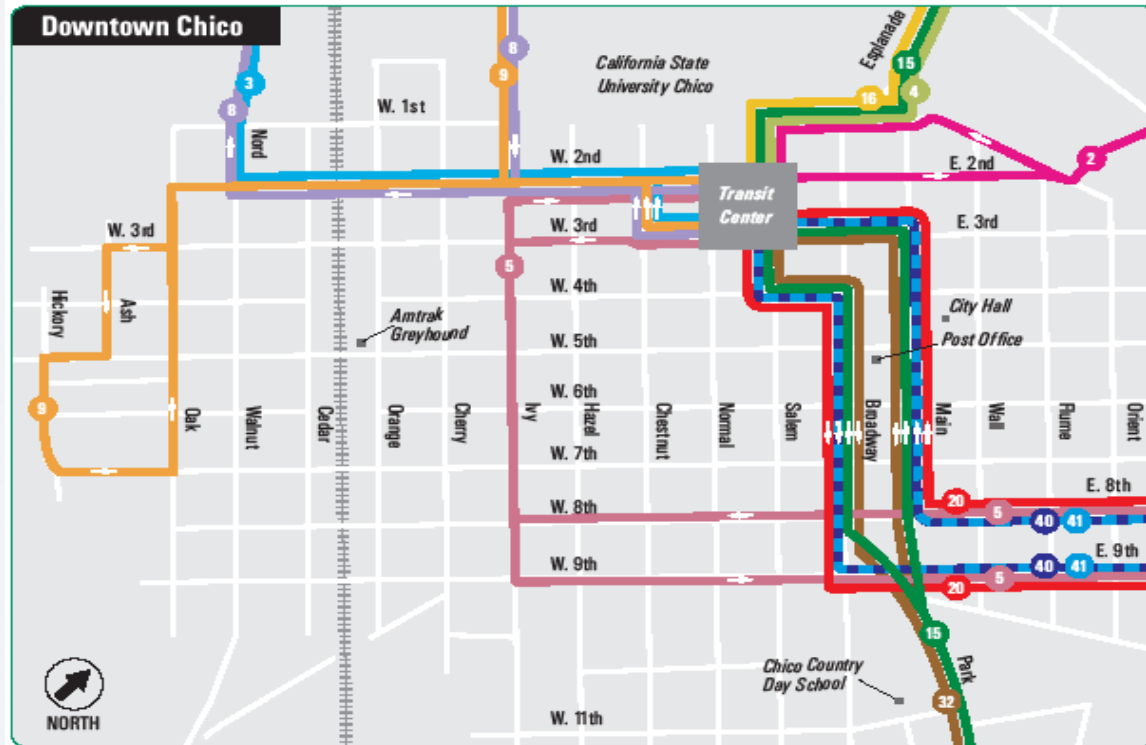 Downtown Chico
Esplanade
8
15
California State
University Chico
9
3
16
4
8
W. 1st
Nord
W. 2nd
E. 2nd
2
Transit
Center
W. 3rd
W. 3rd
E. 3rd
5
W. 4th
Hickory
Ash
Amtrak
Greyhound
City Hall
Post Office
W. 5th
W. 6th
9
Oak
Walnut
Cedar
Orange
Cherry
Ivy
Hazel
Chestnut
Normal
Salem
Broadway
Main
Wall
Flume
Orient
W. 7th
E. 8th
W. 8th
20
5
40
41
E. 9th
W. 9th
20
5
40
41
15
Park
Chico Country
Day School
32
NORTH
W. 11th